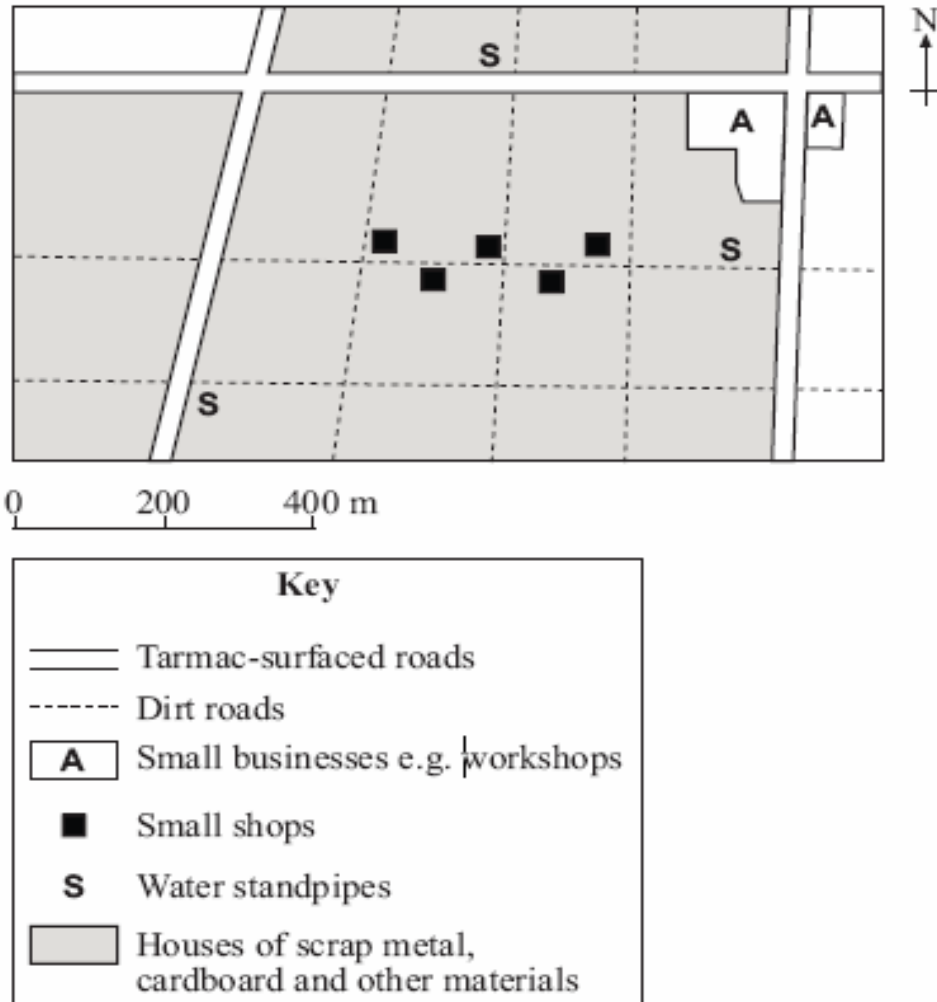 N
S
A A
S
S
0 200 400 m
Key
Tarmac-surfaced roads
Dirt roads
A Small businesses e.g. workshops
Small shops
S Water standpipes
Houses of scrap metal,
cardboard and other materials